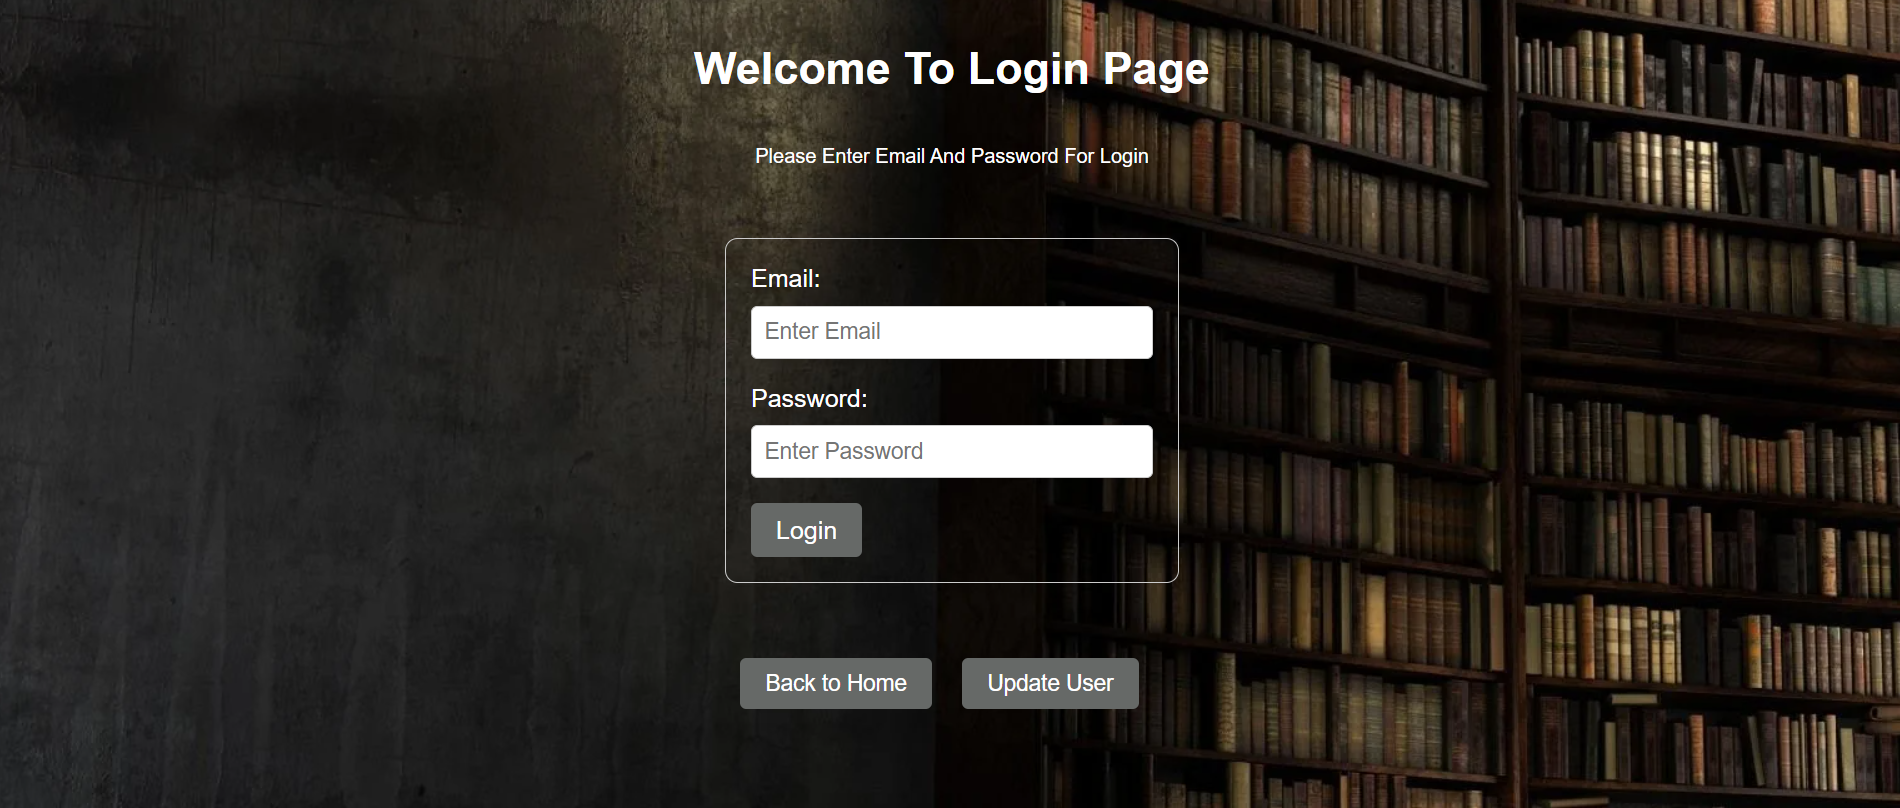 Welcome To Login Page
Please Enter Email And Password For Login
Email:
Enter Email
Password:
Enter Password
Login
Back to Home
Update User